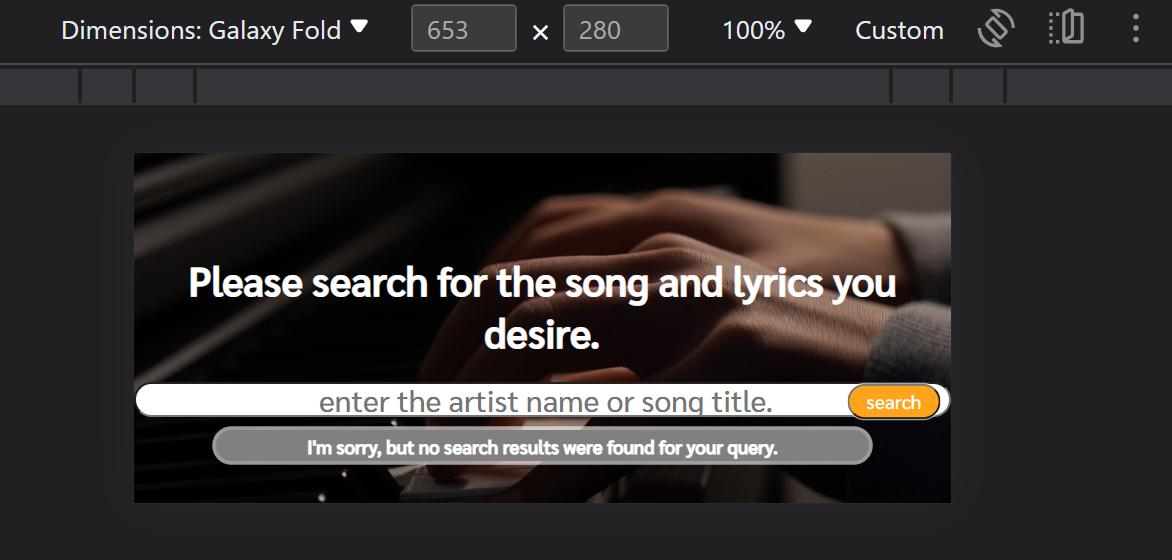 Dimensions: Galaxy Fold 653 × 280 100% Custom
Please search for the song and lyrics you
desire.
enter the artist name or song title. search
I'm sorry, but no search results were found for your query.